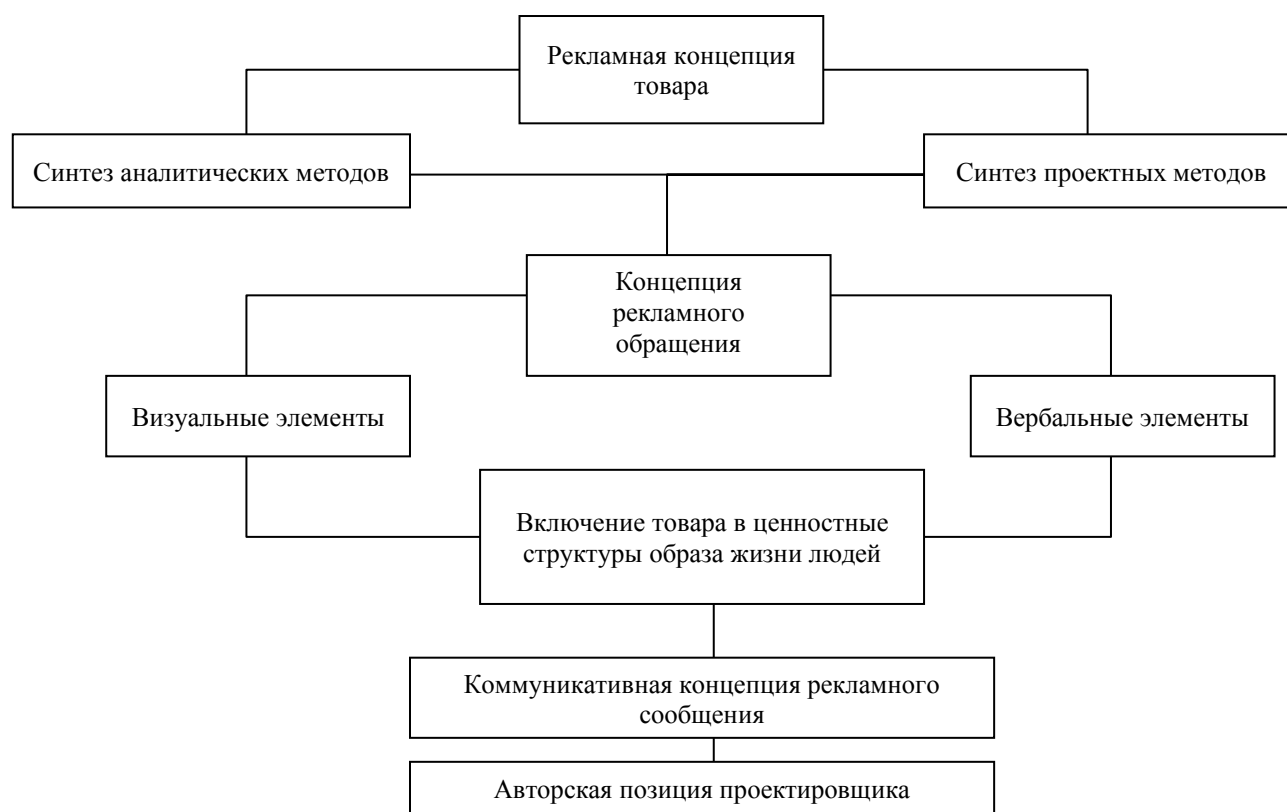 Рекламная концепция
товара
Синтез аналитических методов
Синтез проектных методов
Концепция
рекламного
обращения
Визуальные элементы
Вербальные элементы
Включение товара в ценностные
структуры образа жизни людей
Коммуникативная концепция рекламного
сообщения
Авторская позиция проектировщика